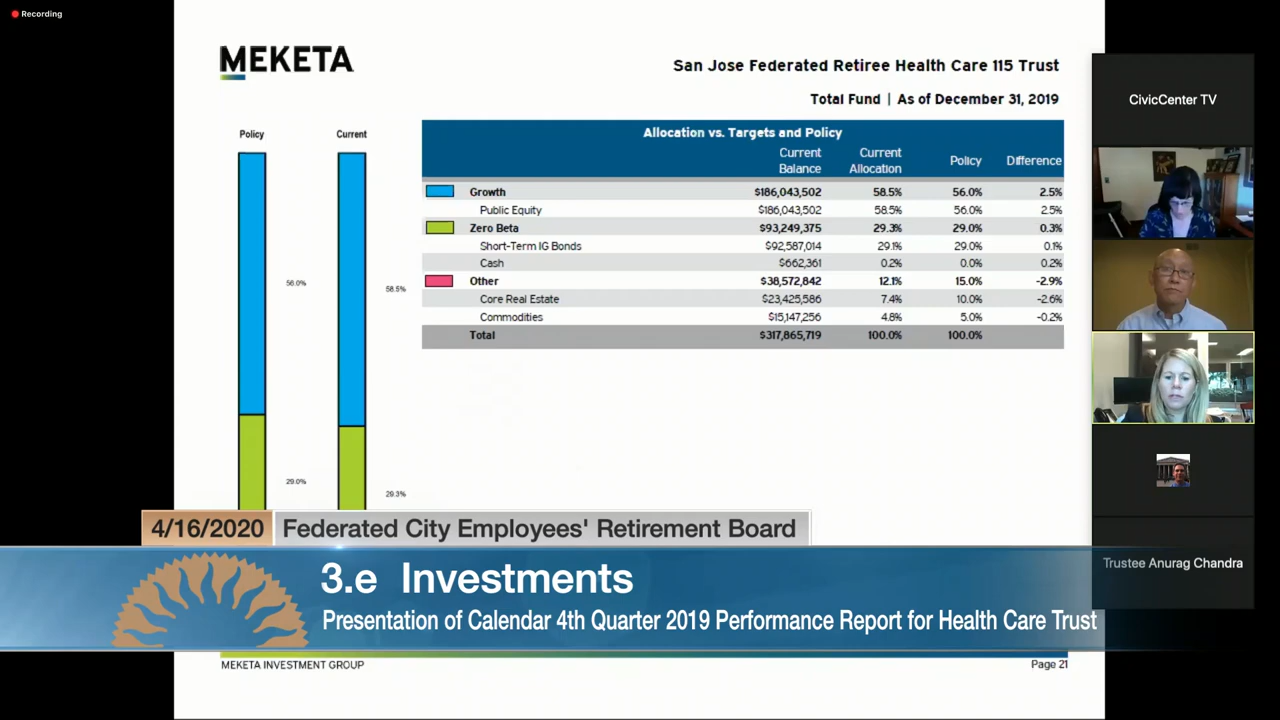 Recording
MEKETA
San Jose Federated Retiree Health Care 115 Trust
Total Fund | As of December 31, 2019
Policy
Current
56.0%
58.5%
29.0%
29.3%
Allocation vs. Targets and Policy
Current Balance Current Allocation Policy Difference
Growth $186,043,502 58.5% 56.0% 2.5%
Public Equity $186,043,502 58.5% 56.0% 2.5%
Zero Beta $93,249,375 29.3% 29.0% 0.3%
Short-Term IG Bonds $92,587,014 29.1% 29.0% 0.1%
Cash $662,361 0.2% 0.0% 0.2%
Other $38,572,842 12.1% 15.0% -2.9%
Core Real Estate $23,425,586 7.4% 10.0% -2.6%
Commodities $15,147,256 4.8% 5.0% -0.2%
Total $317,865,719 100.0% 100.0%
CivicCenter TV
Trustee Anurag Chandra
4/16/2020 Federated City Employees' Retirement Board
3.e Investments
Presentation of Calendar 4th Quarter 2019 Performance Report for Health Care Trust
MEKETA INVESTMENT GROUP
Page 21